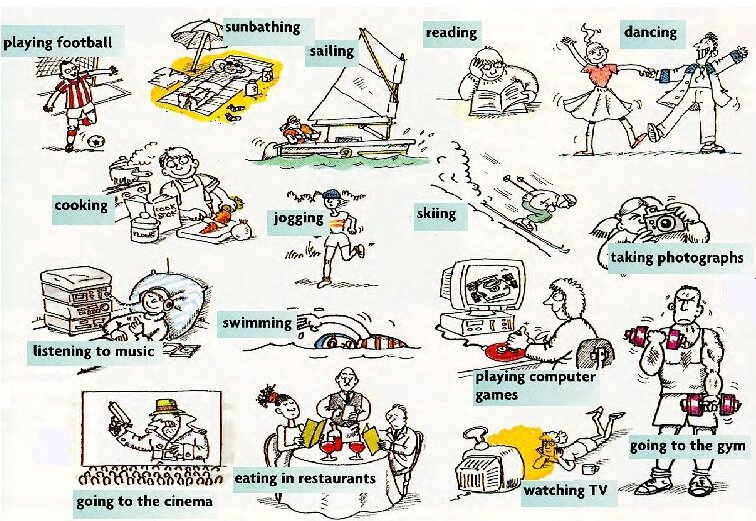 playing football
sunbathing
sailing
reading
dancing
cooking
jogging
skiing
taking photographs
listening to music
swimming
playing computer
games
going to the gym
going to the cinema
eating in restaurants
watching TV